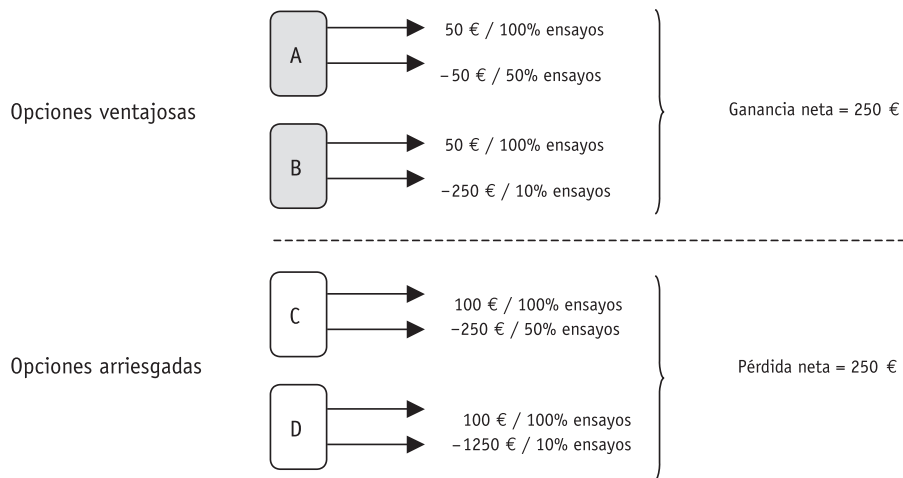 A
50 € / 100% ensayos
–50 € / 50% ensayos
Opciones ventajosas
Ganancia neta = 250 €
B
50 € / 100% ensayos
–250 € / 10% ensayos
C
100 € / 100% ensayos
–250 € / 50% ensayos
Opciones arriesgadas
Pérdida neta = 250 €
D
100 € / 100% ensayos
–1250 € / 10% ensayos